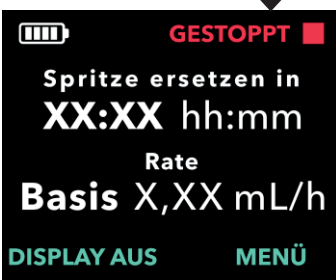 GESTOPPT
Spritze ersetzen in
XX:XX hh:mm
Rate
Basis X,XX mL/h
DISPLAY AUS MENÜ